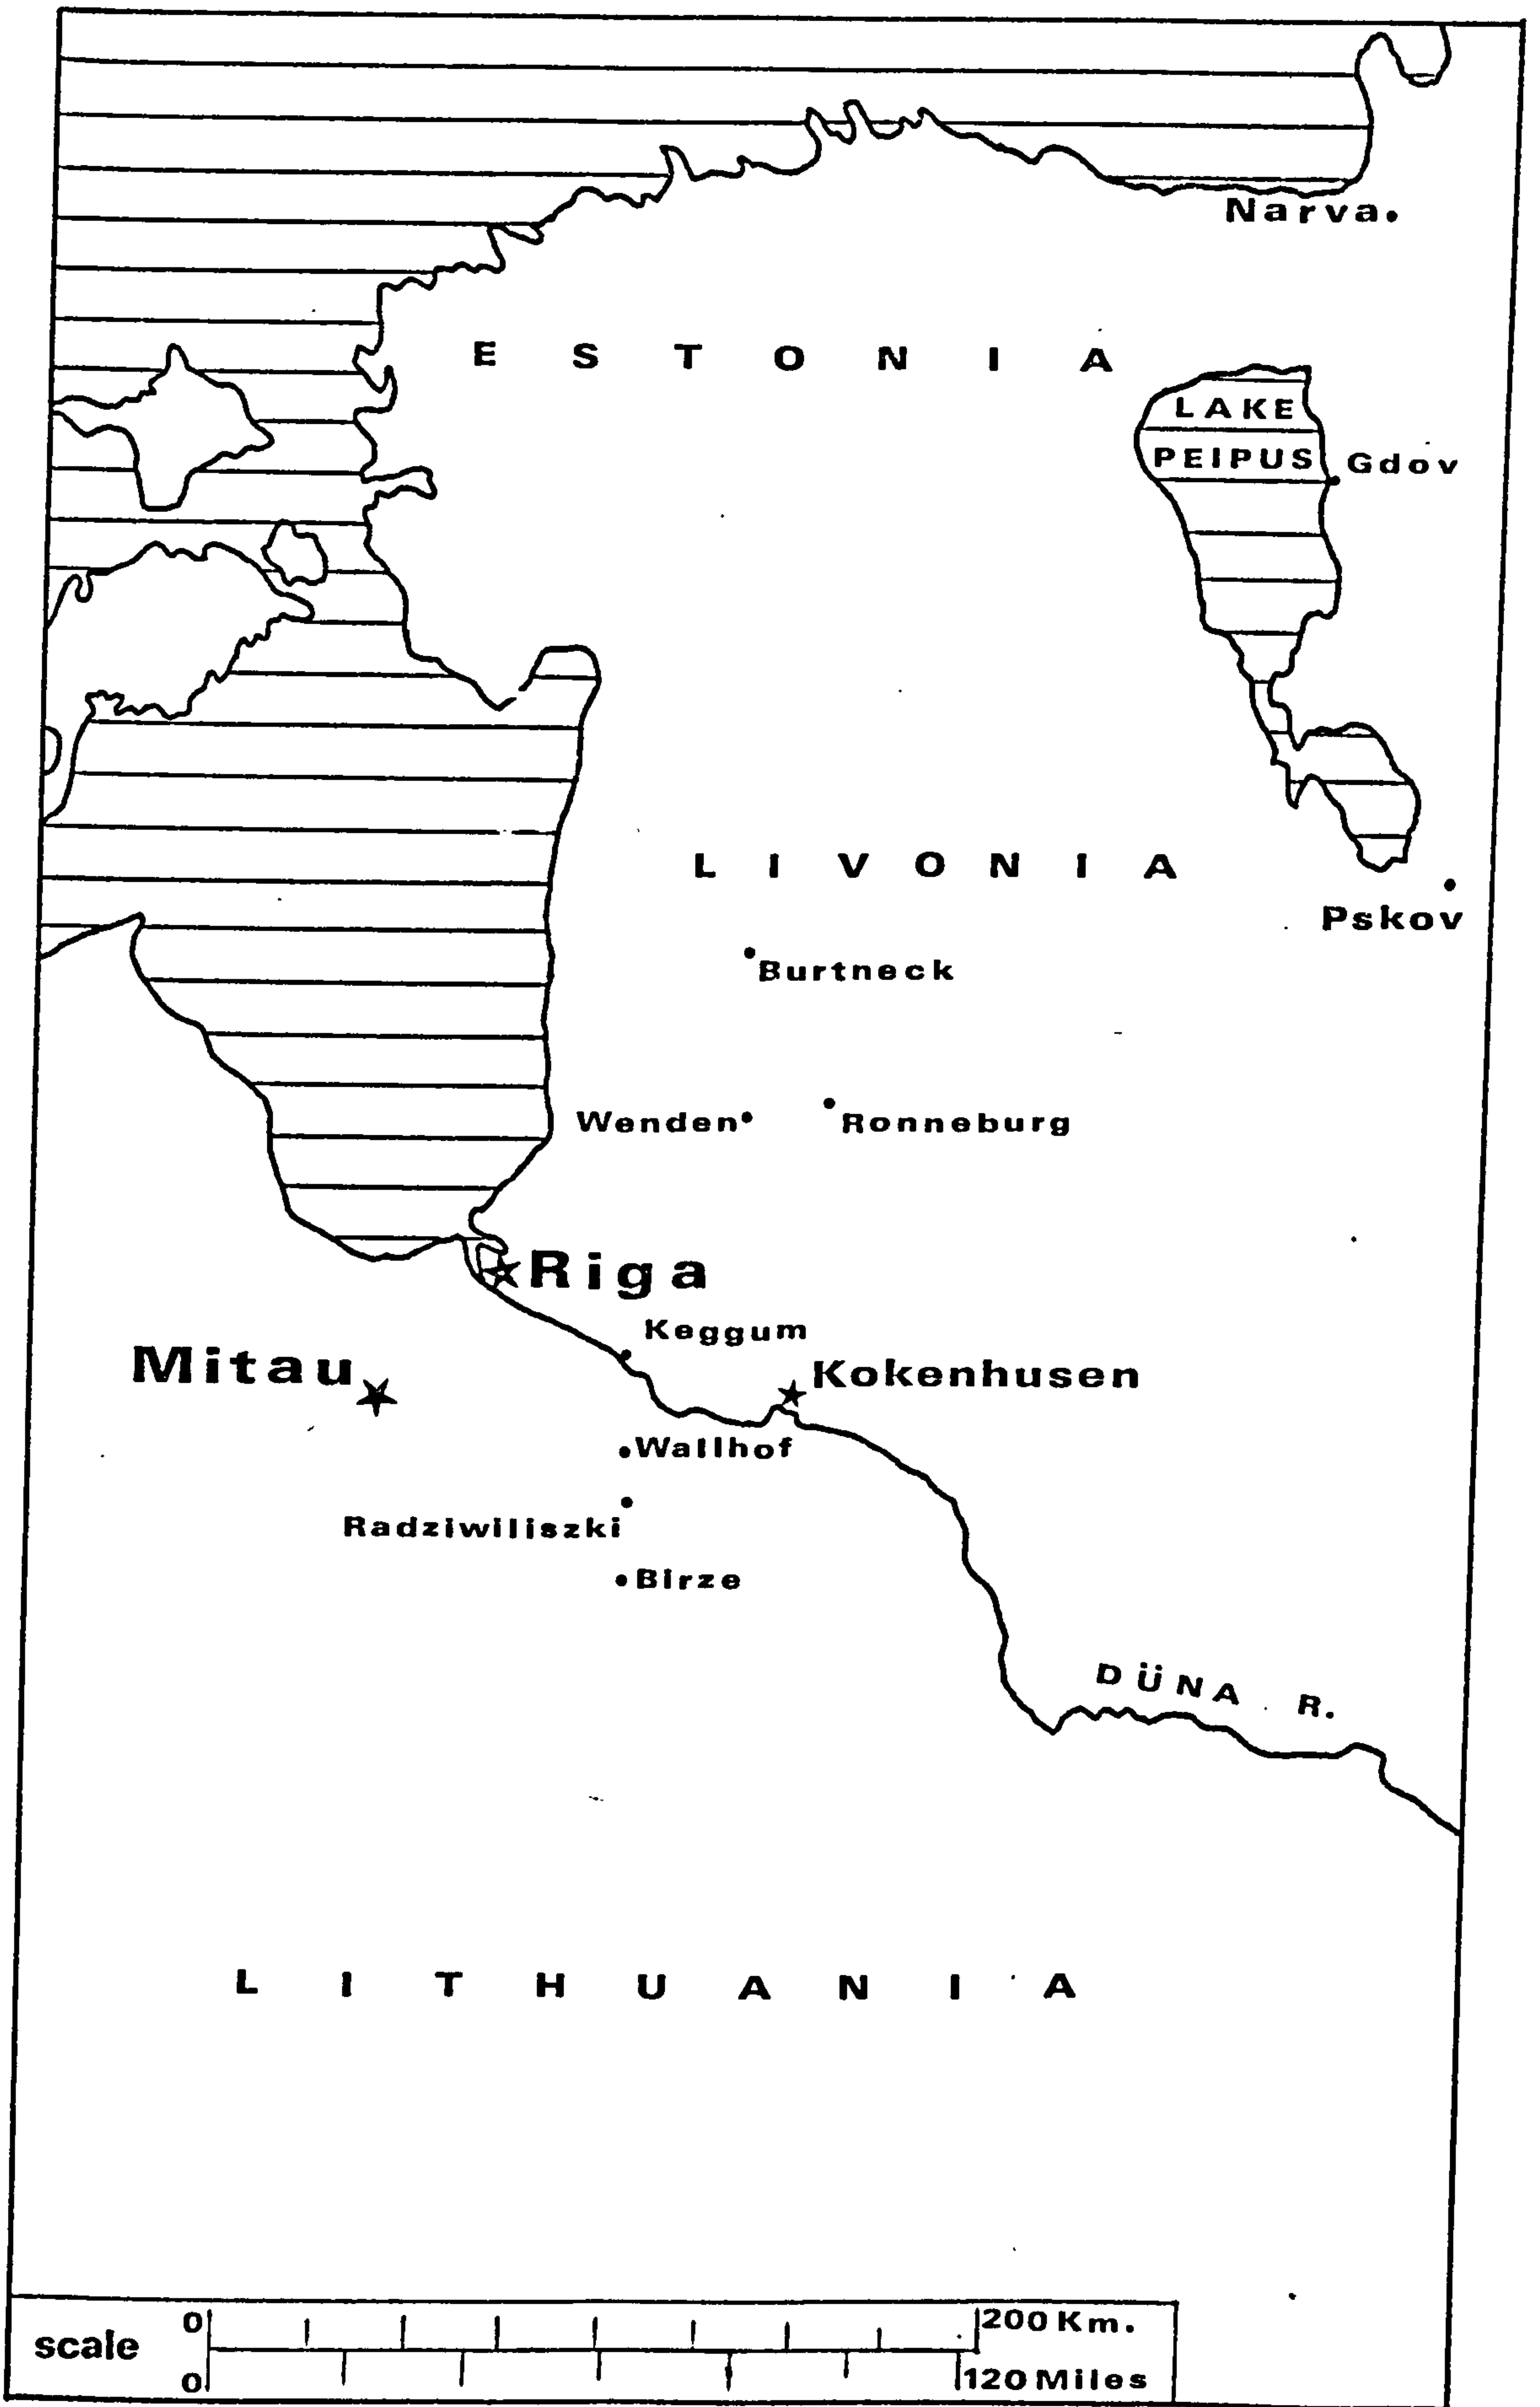 Narva.
E S T O N I A
LAKE
PEIPUS
Gdov
L I V O N I A
Pskov
Burtneck
Wenden
Ronneburg
Riga
Keggum
Mitau
Kokenhusen
Wallhof
Radziwiliszki
Birze
DÜNA R.
L I T H U A N I A
0 200 Km.
scale
0 120 Miles